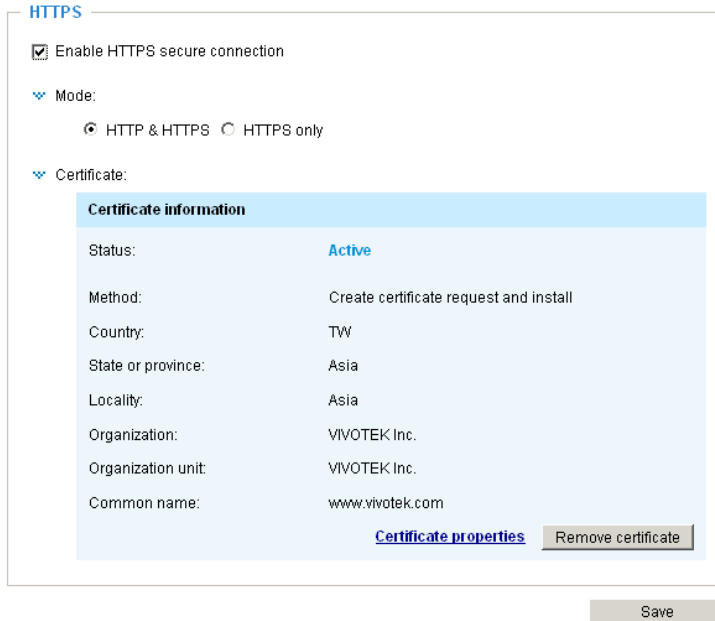 HTTPS
Enable HTTPS secure connection
Mode:
HTTP & HTTPS HTTPS only
Certificate:
Certificate information
Status: Active
Method: Create certificate request and install
Country: TW
State or province: Asia
Locality: Asia
Organization: VIVOTEK Inc.
Organization unit: VIVOTEK Inc.
Common name: www.vivotek.com
Certificate properties Remove certificate
Save